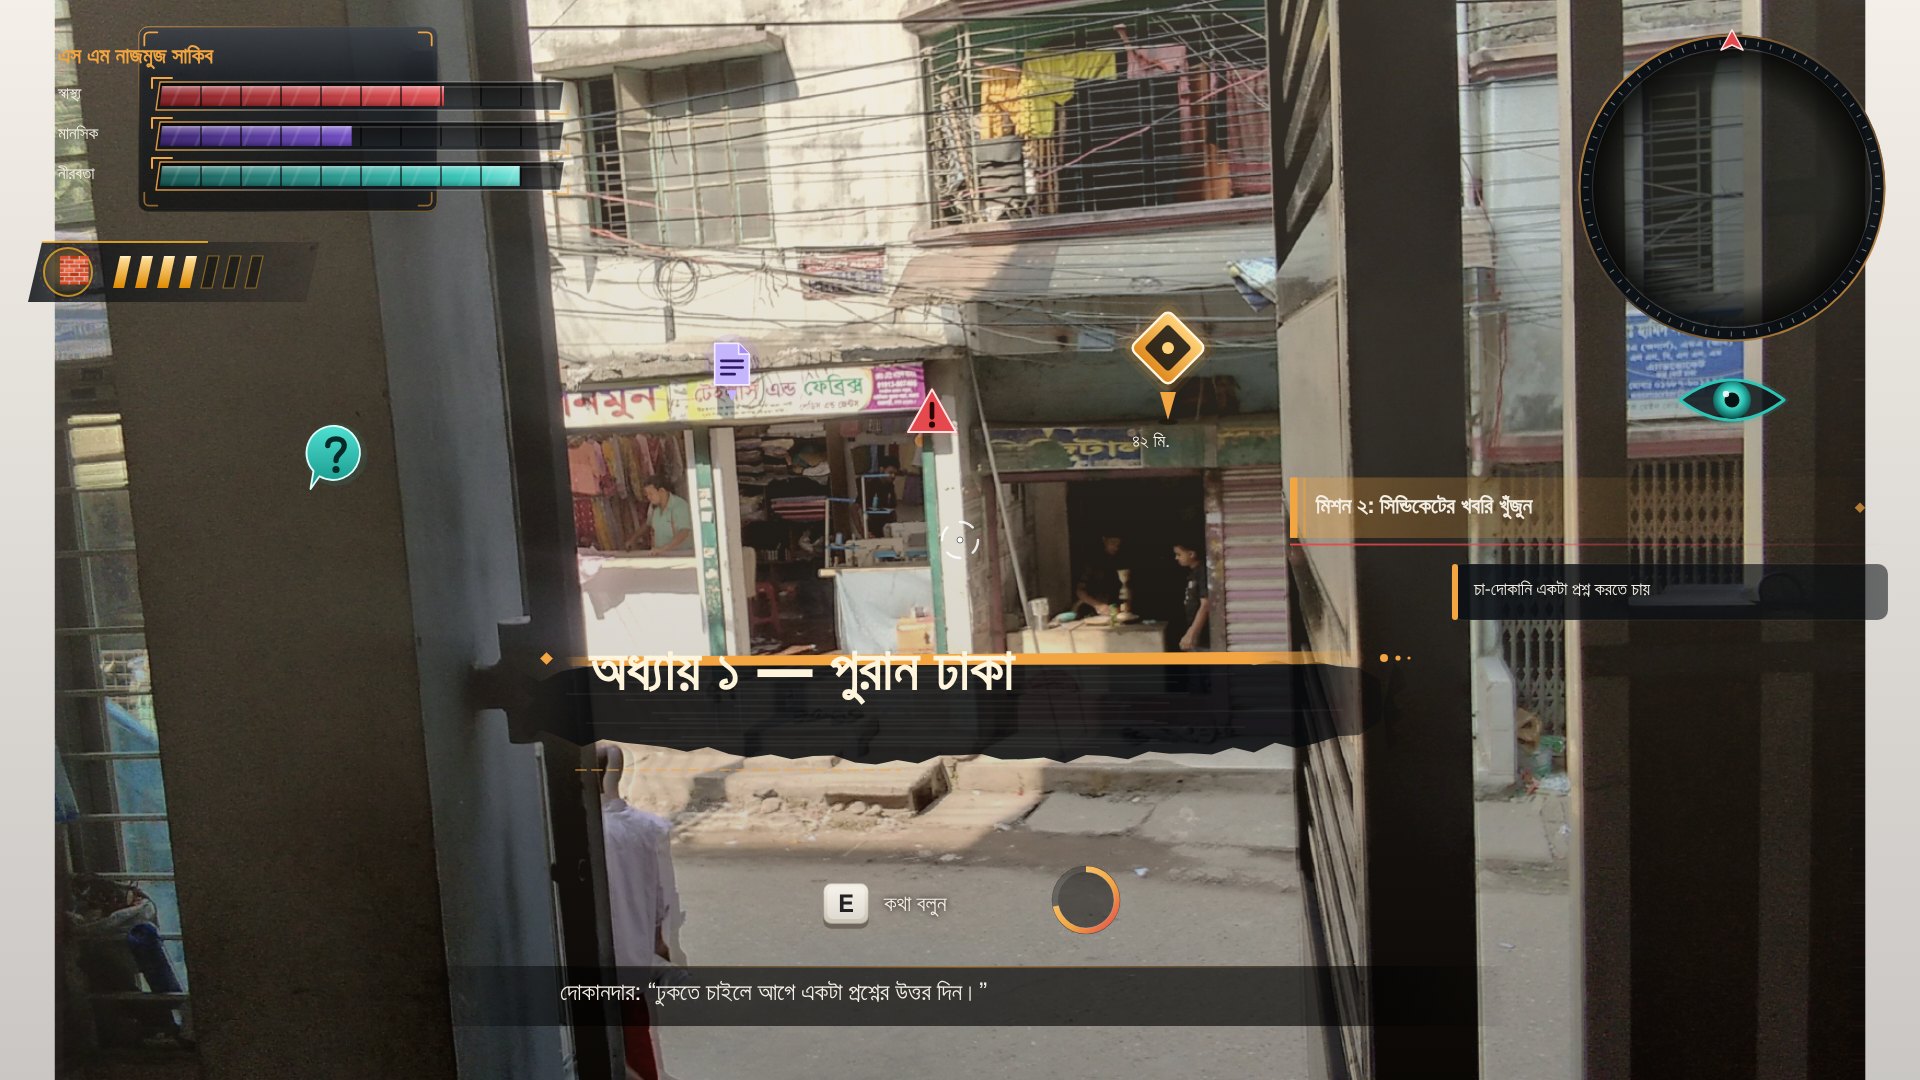 এস এম নাজমুজ সাকিব
স্বাস্থ্য
মানসিক
নীরবতা
টেইলার্স এন্ড ফেব্রিক্স
৪২ মি.
মিশন ২: সিন্ডিকেটের খবরি খুঁজুন
চা-দোকানি একটা প্রশ্ন করতে চায়
অধ্যায় ১ — পুরান ঢাকা
E কথা বলুন
দোকানদার: “ঢুকতে চাইলে আগে একটা প্রশ্নের উত্তর দিন। ”